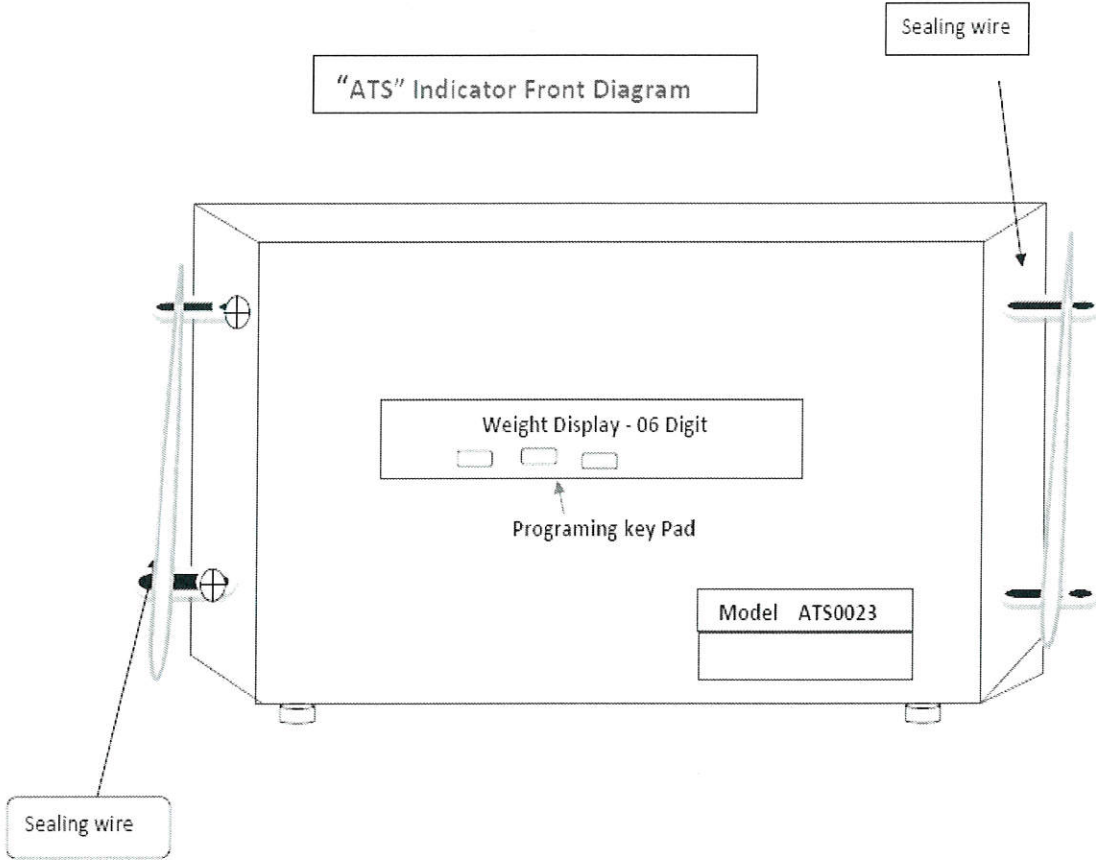 Sealing wire
“ATS” Indicator Front Diagram
Weight Display - 06 Digit
Programing key Pad
Model ATS0023
Sealing wire